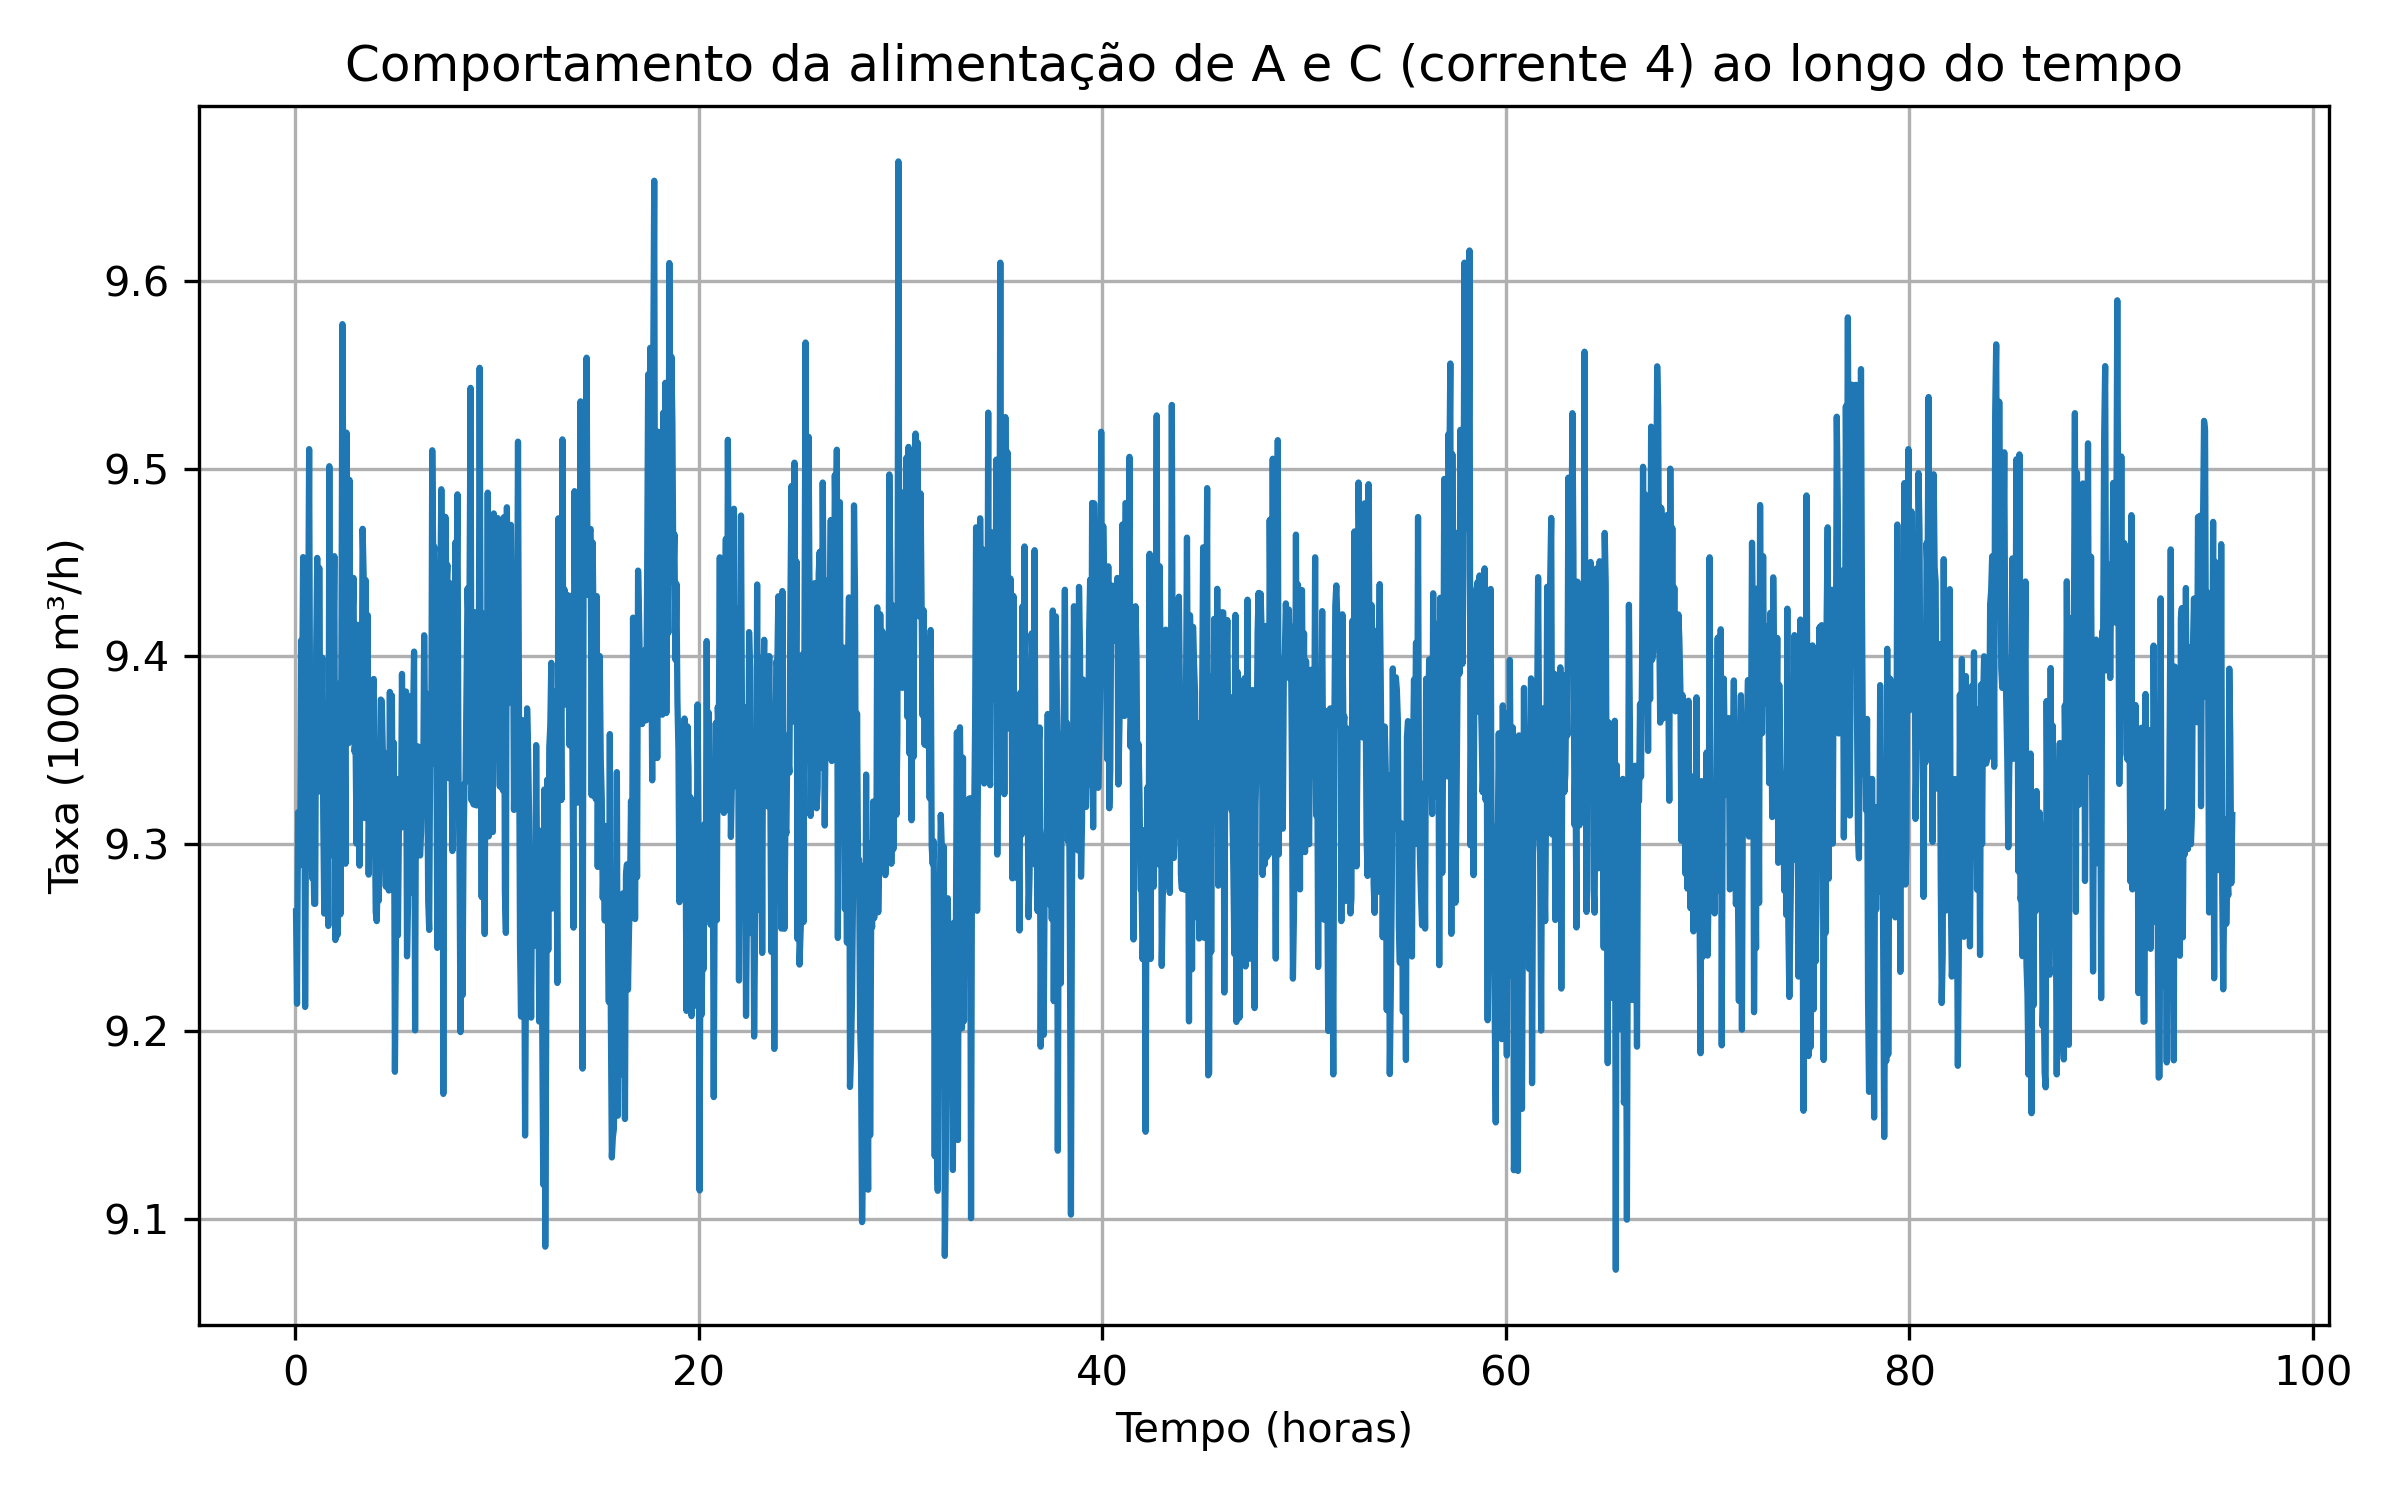 Comportamento da alimentação de A e C (corrente 4) ao longo do tempo
Taxa (1000 m³/h)
9.6
9.5
9.4
9.3
9.2
9.1
0 20 40 60 80 100
Tempo (horas)